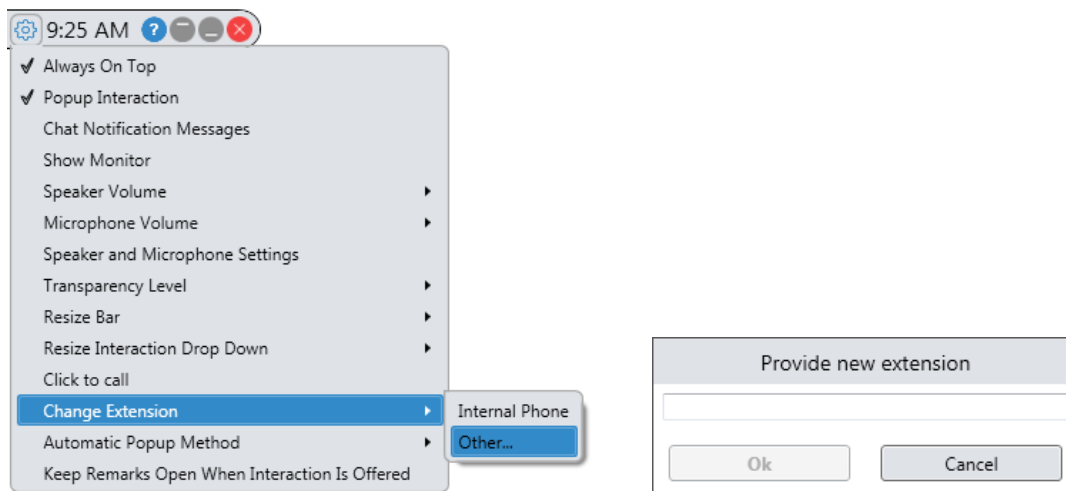 9:25 AM ?
Always On Top
Popup Interaction
Chat Notification Messages
Show Monitor
Speaker Volume
Microphone Volume
Speaker and Microphone Settings
Transparency Level
Resize Bar
Resize Interaction Drop Down
Click to call
Change Extension
Automatic Popup Method
Keep Remarks Open When Interaction Is Offered
Internal Phone
Other...
Provide new extension
Ok Cancel